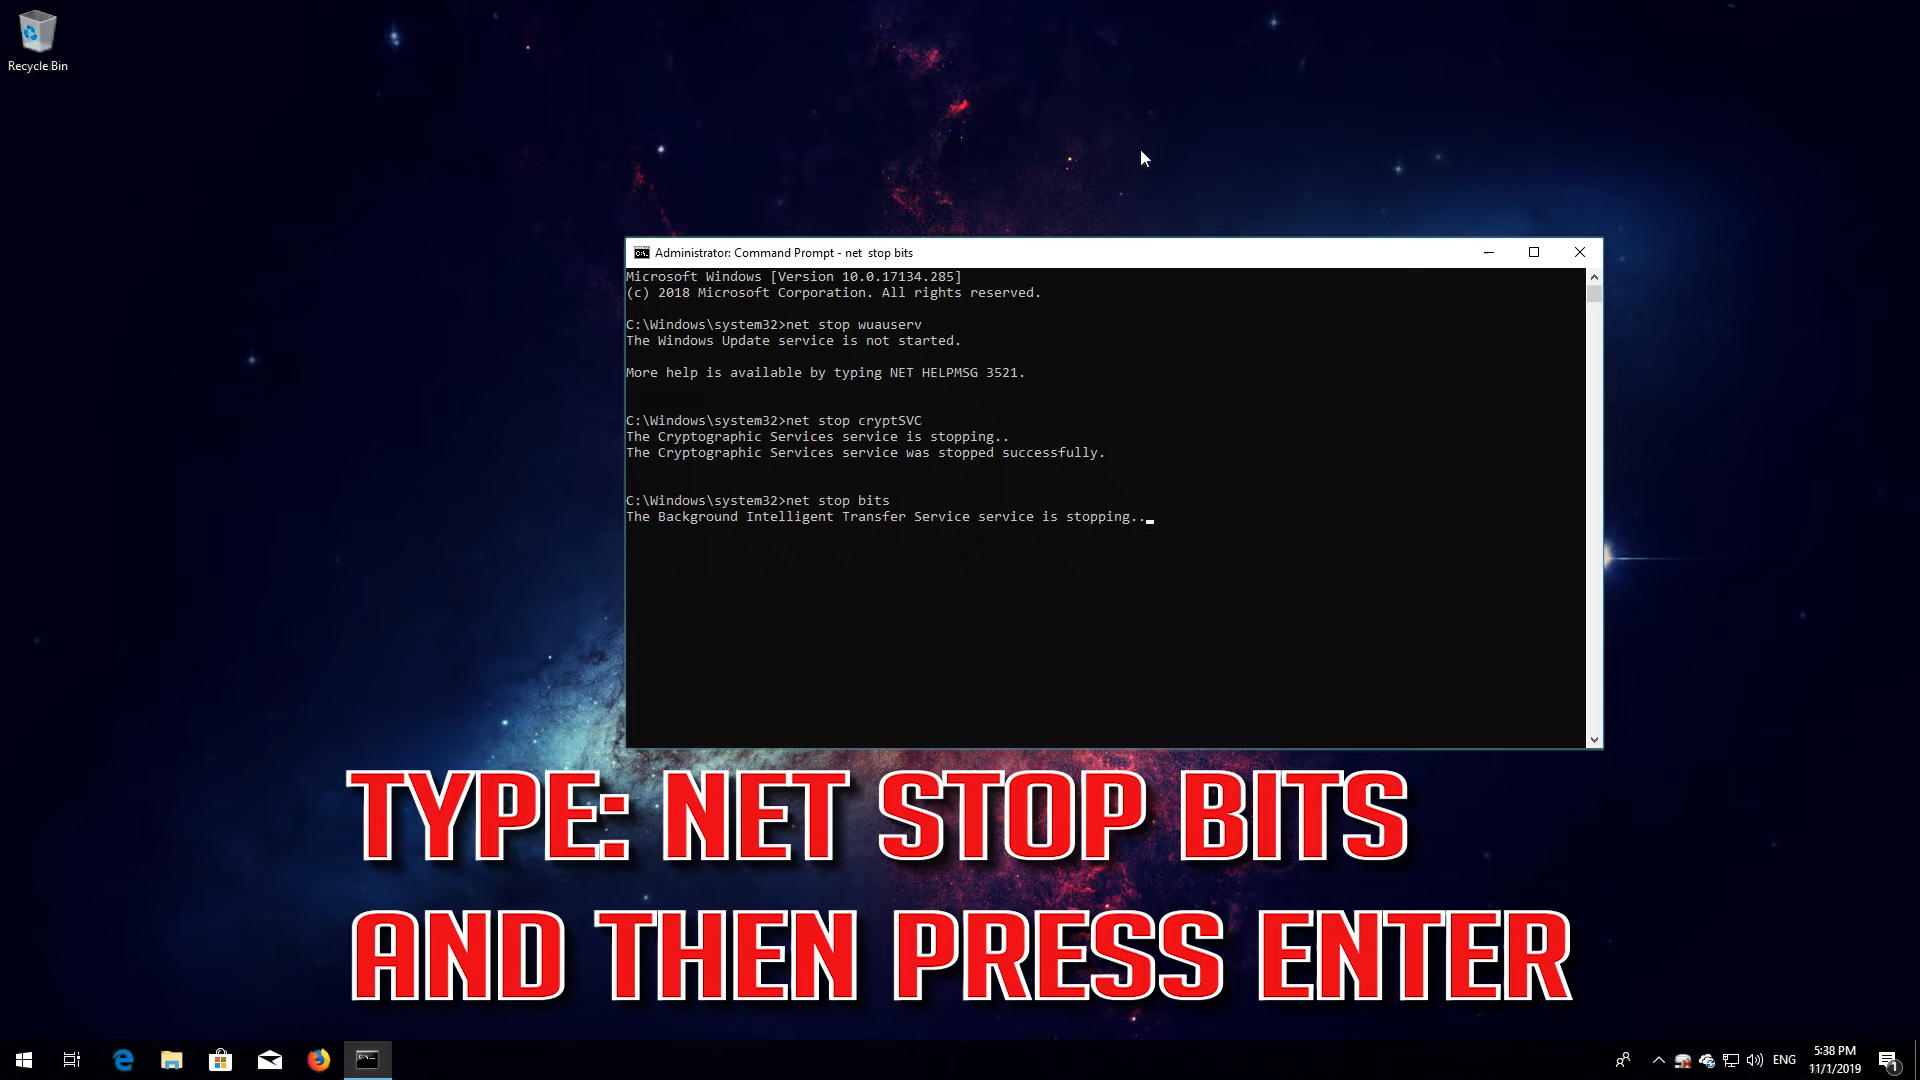 Recycle Bin
Administrator: Command Prompt - net  stop bits
Microsoft Windows [Version 10.0.17134.285]
(c) 2018 Microsoft Corporation. All rights reserved.
C:\Windows\system32>net stop wuauserv
The Windows Update service is not started.
More help is available by typing NET HELPMSG 3521.
C:\Windows\system32>net stop cryptSVC
The Cryptographic Services service is stopping..
The Cryptographic Services service was stopped successfully.
C:\Windows\system32>net stop bits
The Background Intelligent Transfer Service service is stopping..
TYPE: NET STOP BITS
AND THEN PRESS ENTER
ENG
5:38 PM
11/1/2019
1